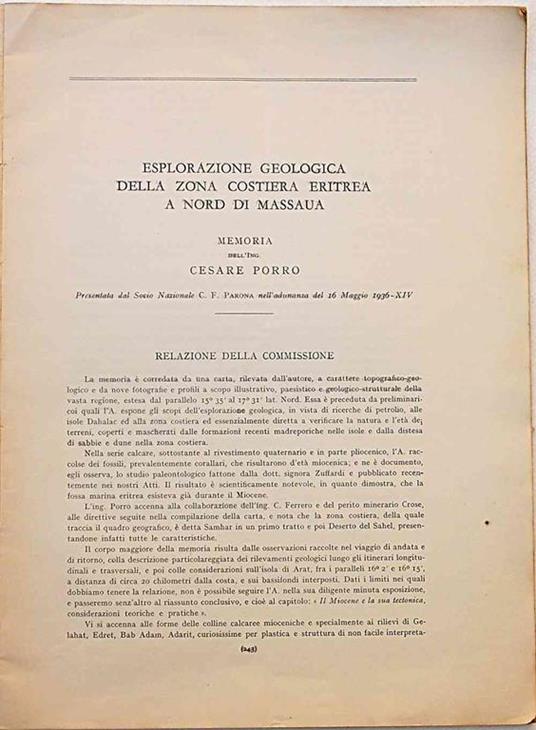 ESPLORAZIONE GEOLOGICA
DELLA ZONA COSTIERA ERITREA
A NORD DI MASSAUA
MEMORIA
DELL'ING.
CESARE PORRO
Presentata dal Socio Nazionale C. F. PARONA nell'adunanza del 16 Maggio 1936-XIV
RELAZIONE DELLA COMMISSIONE
La memoria è corredata da una carta, rilevata dall'autore, a carattere topografico-geo-
logico e da nove fotografie e profili a scopo illustrativo, paesistico e geologico-strutturale della
vasta regione, estesa dal parallelo 15° 35' al 17° 31' lat. Nord. Essa è preceduta da preliminari
coi quali l'A. espone gli scopi dell'esplorazione geologica, in vista di ricerche di petrolio, alle
isole Dahalac ed alla zona costiera ed essenzialmente diretta a verificare la natura e l'età dei
terreni, coperti e mascherati dalle formazioni recenti madreporiche nelle isole e dalla distesa
di sabbie e dune nella zona costiera.
Nella serie calcare, sottostante al rivestimento quaternario e in parte pliocenico, l'A. rac-
colse dei fossili, prevalentemente corallari, che risultarono d'età miocenica; e ne è documento,
egli osserva, lo studio paleontologico fattone dalla dott. signora Zuffardi e pubblicato recen-
temente nei nostri Atti. Il risultato è scientificamente notevole, in quanto dimostra, che la
fossa marina eritrea esisteva già durante il Miocene.
L'ing. Porro accenna alla collaborazione dell'ing. C. Ferrero e del perito minerario Crose,
alle direttive seguite nella compilazione della carta, e nota che la zona costiera, della quale
traccia il quadro geografico, è detta Samhar in un primo tratto e poi Deserto del Sahel, presen-
tandone infatti tutte le caratteristiche.
Il corpo maggiore della memoria risulta dalle osservazioni raccolte nel viaggio di andata e
di ritorno, colla descrizione particolareggiata dei rilevamenti geologici lungo gli itinerari longitu-
dinali e trasversali, e poi colle considerazioni sull'isola di Arat, fra i paralleli 16° 2' e 16° 15',
a distanza di circa 20 chilometri dalla costa, e sui bassifondi interposti. Dati i limiti nei quali
dobbiamo tenere la relazione, non è possibile seguire l'A. nella sua diligente minuta esposizione,
e passeremo senz'altro al riassunto conclusivo, e cioè al capitolo: « Il Miocene e la sua tectonica,
considerazioni teoriche e pratiche ».
Vi si accenna alle forme delle colline calcaree mioceniche e specialmente ai rilievi di Ge-
lahat, Edret, Bab Adam, Adarit, curiosissime per plastica e struttura di non facile interpreta-
(245)